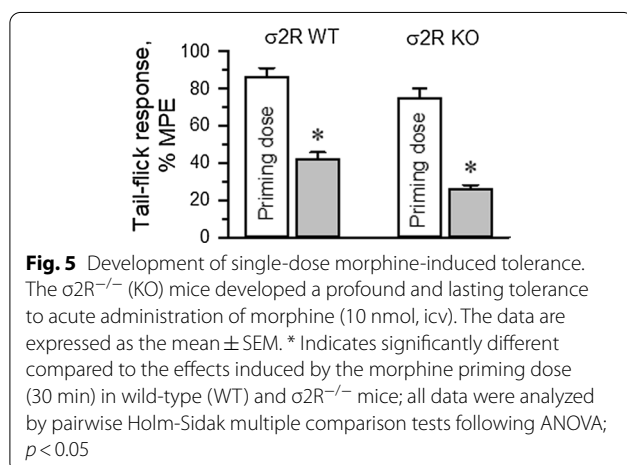 σ2R WT
σ2R KO
Tail-flick response,
% MPE
100
80
60
40
20
0
Priming dose
*
Priming dose
*
Fig. 5 Development of single-dose morphine-induced tolerance.
The σ2R−/− (KO) mice developed a profound and lasting tolerance
to acute administration of morphine (10 nmol, icv). The data are
expressed as the mean ± SEM. * Indicates significantly different
compared to the effects induced by the morphine priming dose
(30 min) in wild-type (WT) and σ2R−/− mice; all data were analyzed
by pairwise Holm-Sidak multiple comparison tests following ANOVA;
p < 0.05